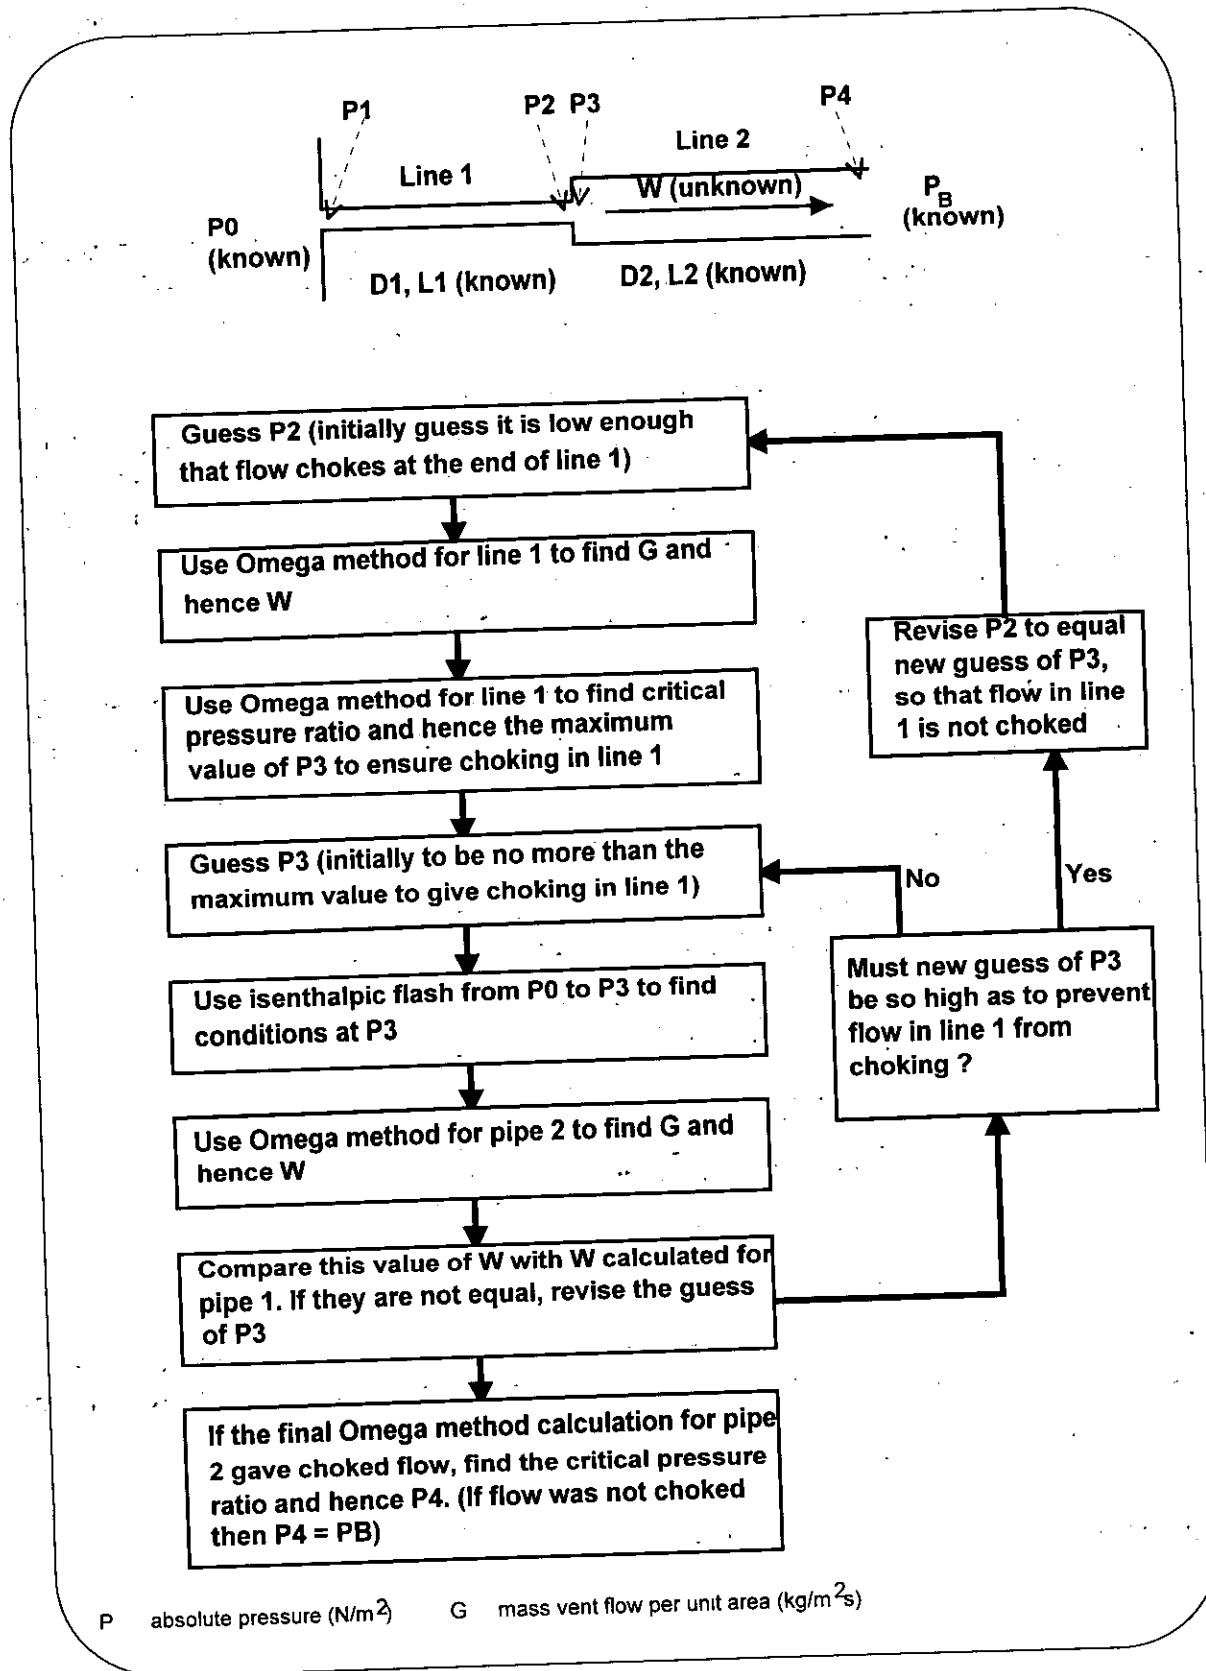 P1
P2 P3
P4
Line 1
Line 2
W (unknown)
P0
(known)
PB
(known)
D1, L1 (known)
D2, L2 (known)
Guess P2 (initially guess it is low enough
that flow chokes at the end of line 1)
Use Omega method for line 1 to find G and
hence W
Use Omega method for line 1 to find critical
pressure ratio and hence the maximum
value of P3 to ensure choking in line 1
Guess P3 (initially to be no more than the
maximum value to give choking in line 1)
Use isenthalpic flash from P0 to P3 to find
conditions at P3
Use Omega method for pipe 2 to find G and
hence W
Compare this value of W with W calculated for
pipe 1. If they are not equal, revise the guess
of P3
If the final Omega method calculation for pipe
2 gave choked flow, find the critical pressure
ratio and hence P4. (If flow was not choked
then P4 = PB)
Revise P2 to equal
new guess of P3,
so that flow in line
1 is not choked
No
Yes
Must new guess of P3
be so high as to prevent
flow in line 1 from
choking ?
P absolute pressure (N/m²) G mass vent flow per unit area (kg/m²s)